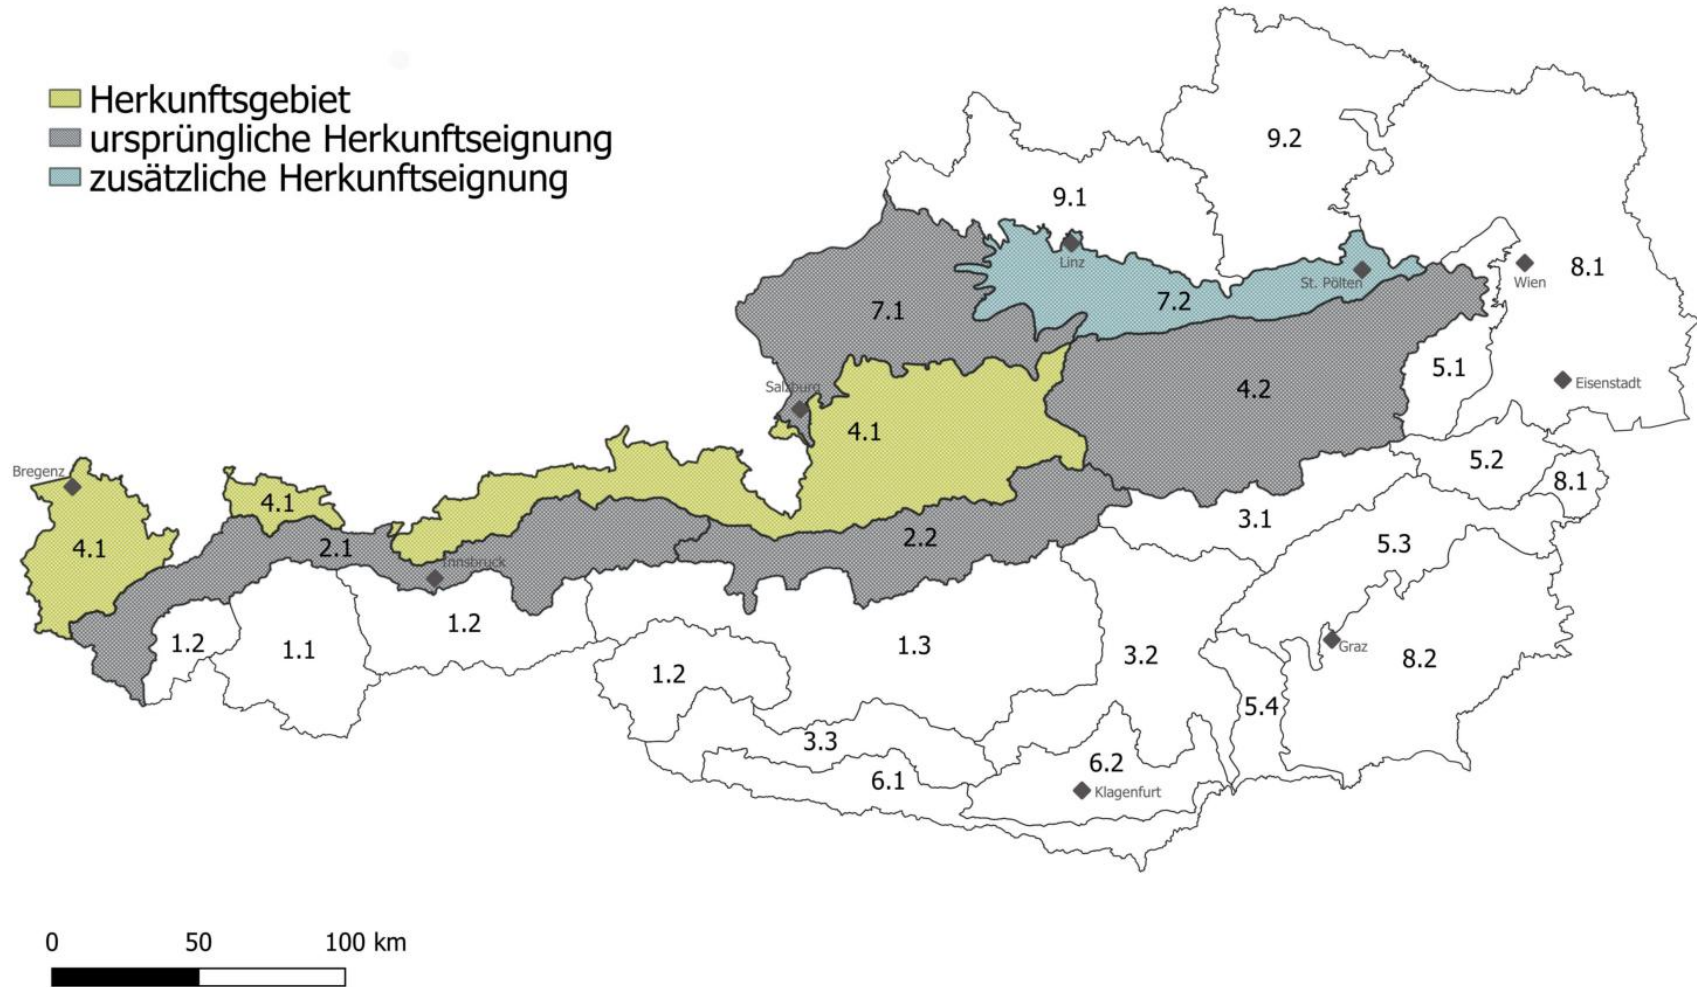 Herkunftsgebiet
ursprüngliche Herkunftseignung
zusätzliche Herkunftseignung
9.2
9.1
Linz
St. Pölten
Wien
8.1
7.1
7.2
5.1
Eisenstadt
Salzburg
4.2
4.1
Bregenz
5.2
8.1
4.1
3.1
4.1
2.1
2.2
5.3
Innsbruck
1.2
1.2
1.1
1.3
3.2
Graz
8.2
1.2
5.4
3.3
6.2
6.1
Klagenfurt
0 50 100 km